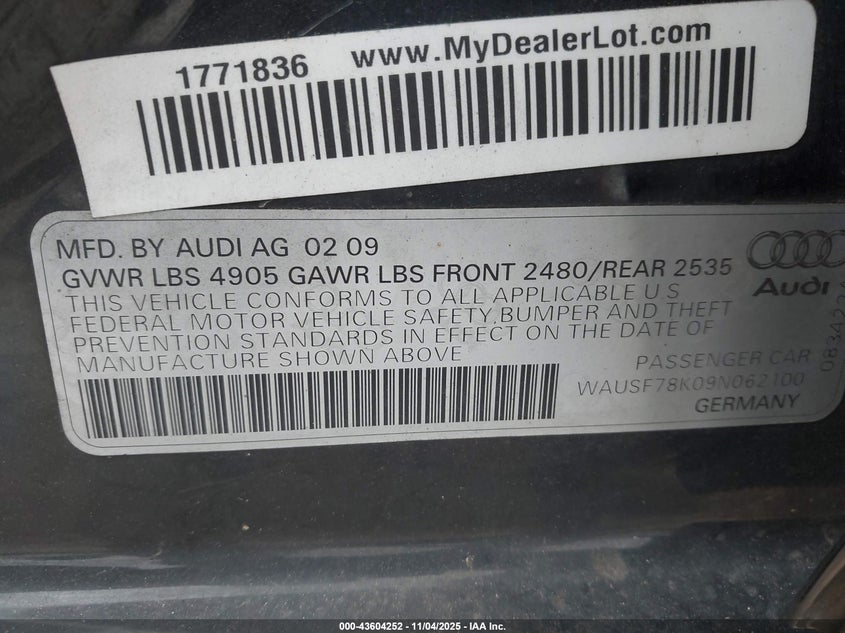 1771836 www.MyDealerLot.com
MFD. BY AUDI AG 02 09
GVWR LBS 4905 GAWR LBS FRONT 2480/REAR 2535
THIS VEHICLE CONFORMS TO ALL APPLICABLE U S
FEDERAL MOTOR VEHICLE SAFETY,BUMPER AND THEFT
PREVENTION STANDARDS IN EFFECT ON THE DATE OF
MANUFACTURE SHOWN ABOVE
Audi
PASSENGER CAR
WAUSF78K09N062100
GERMANY
000-43604252 - 11/04/2025 - IAA Inc.